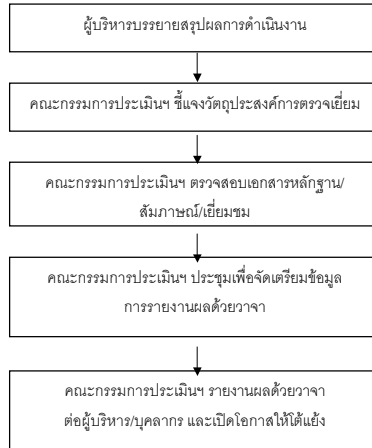 ผู้บริหารบรรยายสรุปผลการดำเนินงาน
คณะกรรมการประเมินฯ ชี้แจงวัตถุประสงค์การตรวจเยี่ยม
คณะกรรมการประเมินฯ ตรวจสอบเอกสารหลักฐาน/
สัมภาษณ์/เยี่ยมชม
คณะกรรมการประเมินฯ ประชุมเพื่อจัดเตรียมข้อมูล
การรายงานผลด้วยวาจา
คณะกรรมการประเมินฯ รายงานผลด้วยวาจา
ต่อผู้บริหาร/บุคลากร และเปิดโอกาสให้โต้แย้ง